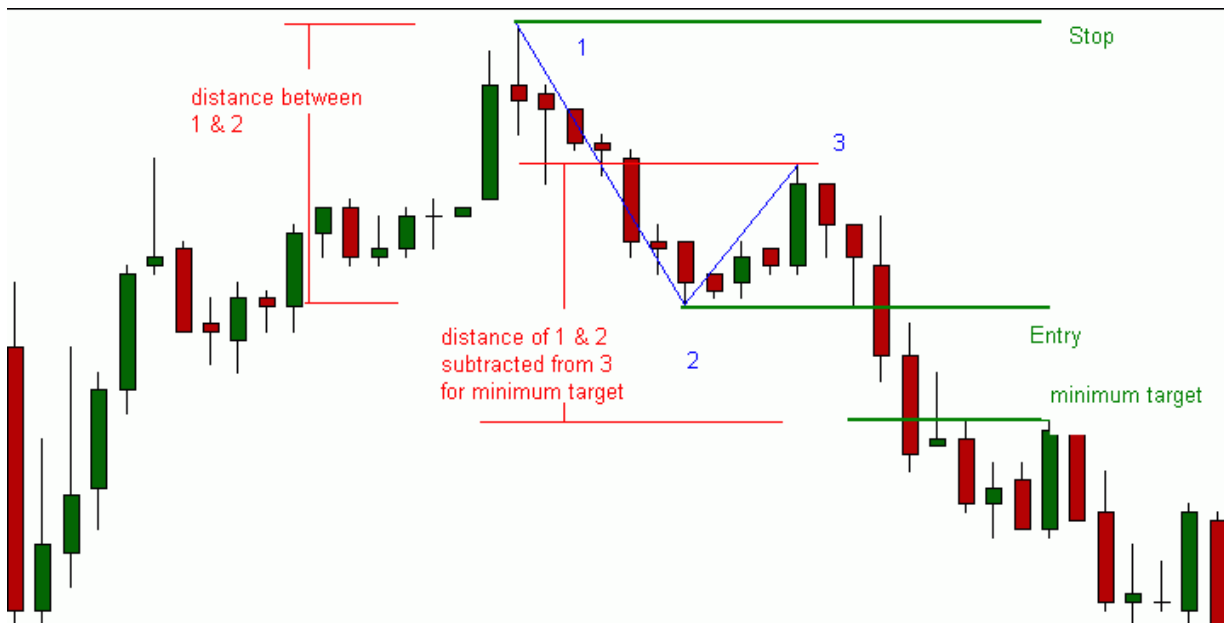 1
Stop
distance between
1 & 2
3
distance of 1 & 2
subtracted from 3
for minimum target
2
Entry
minimum target